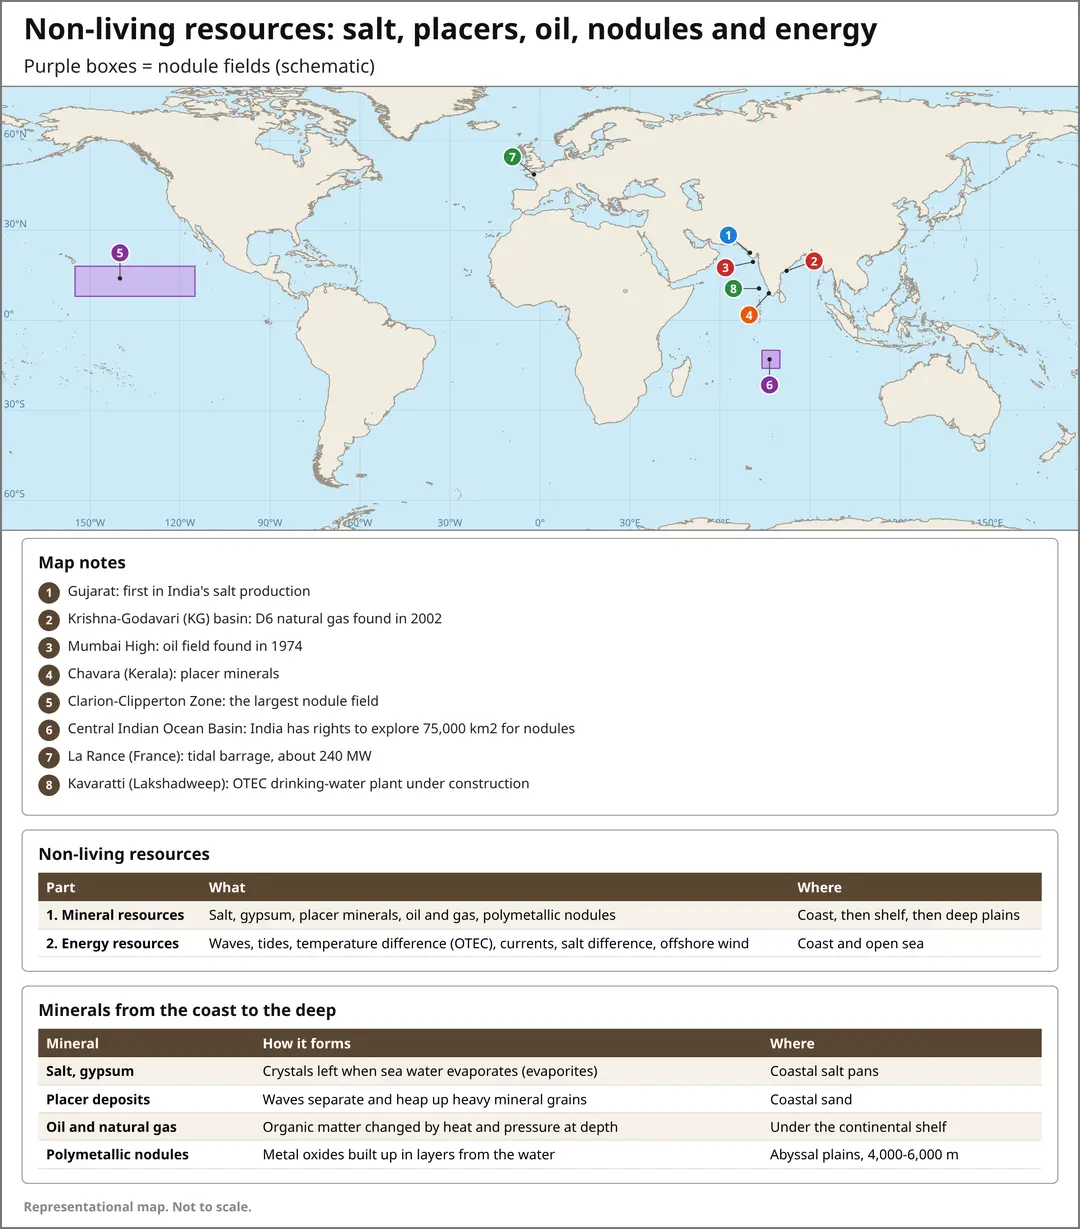 Non-living resources: salt, placers, oil, nodules and energy
Purple boxes = nodule fields (schematic)
60°N
7
30°N
5
1
3
2
8
0°
4
6
30°S
60°S
150°W 120°W 90°W 60°W 30°W 0° 30°E 150°E
Map notes
1 Gujarat: first in India's salt production
2 Krishna-Godavari (KG) basin: D6 natural gas found in 2002
3 Mumbai High: oil field found in 1974
4 Chavara (Kerala): placer minerals
5 Clarion-Clipperton Zone: the largest nodule field
6 Central Indian Ocean Basin: India has rights to explore 75,000 km2 for nodules
7 La Rance (France): tidal barrage, about 240 MW
8 Kavaratti (Lakshadweep): OTEC drinking-water plant under construction
Non-living resources
Part What Where
1. Mineral resources Salt, gypsum, placer minerals, oil and gas, polymetallic nodules Coast, then shelf, then deep plains
2. Energy resources Waves, tides, temperature difference (OTEC), currents, salt difference, offshore wind Coast and open sea
Minerals from the coast to the deep
Mineral How it forms Where
Salt, gypsum Crystals left when sea water evaporates (evaporites) Coastal salt pans
Placer deposits Waves separate and heap up heavy mineral grains Coastal sand
Oil and natural gas Organic matter changed by heat and pressure at depth Under the continental shelf
Polymetallic nodules Metal oxides built up in layers from the water Abyssal plains, 4,000-6,000 m
Representational map. Not to scale.